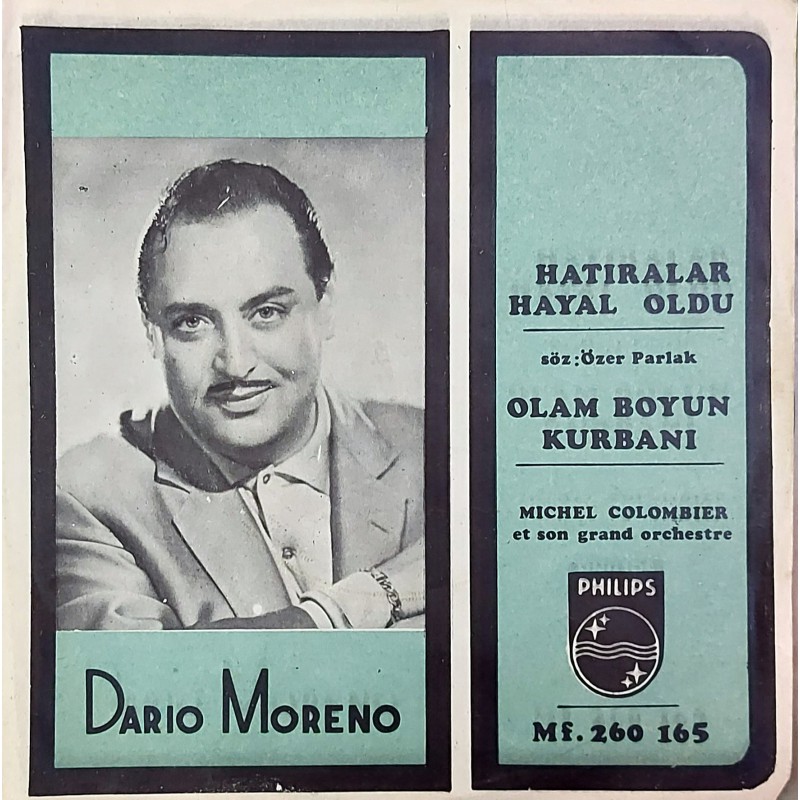 DARIO MORENO
HATIRALAR
HAYAL OLDU
söz:Özer Parlak
OLAM BOYUN
KURBANI
MICHEL COLOMBIER
et son grand orchestre
PHILIPS
Mf. 260 165